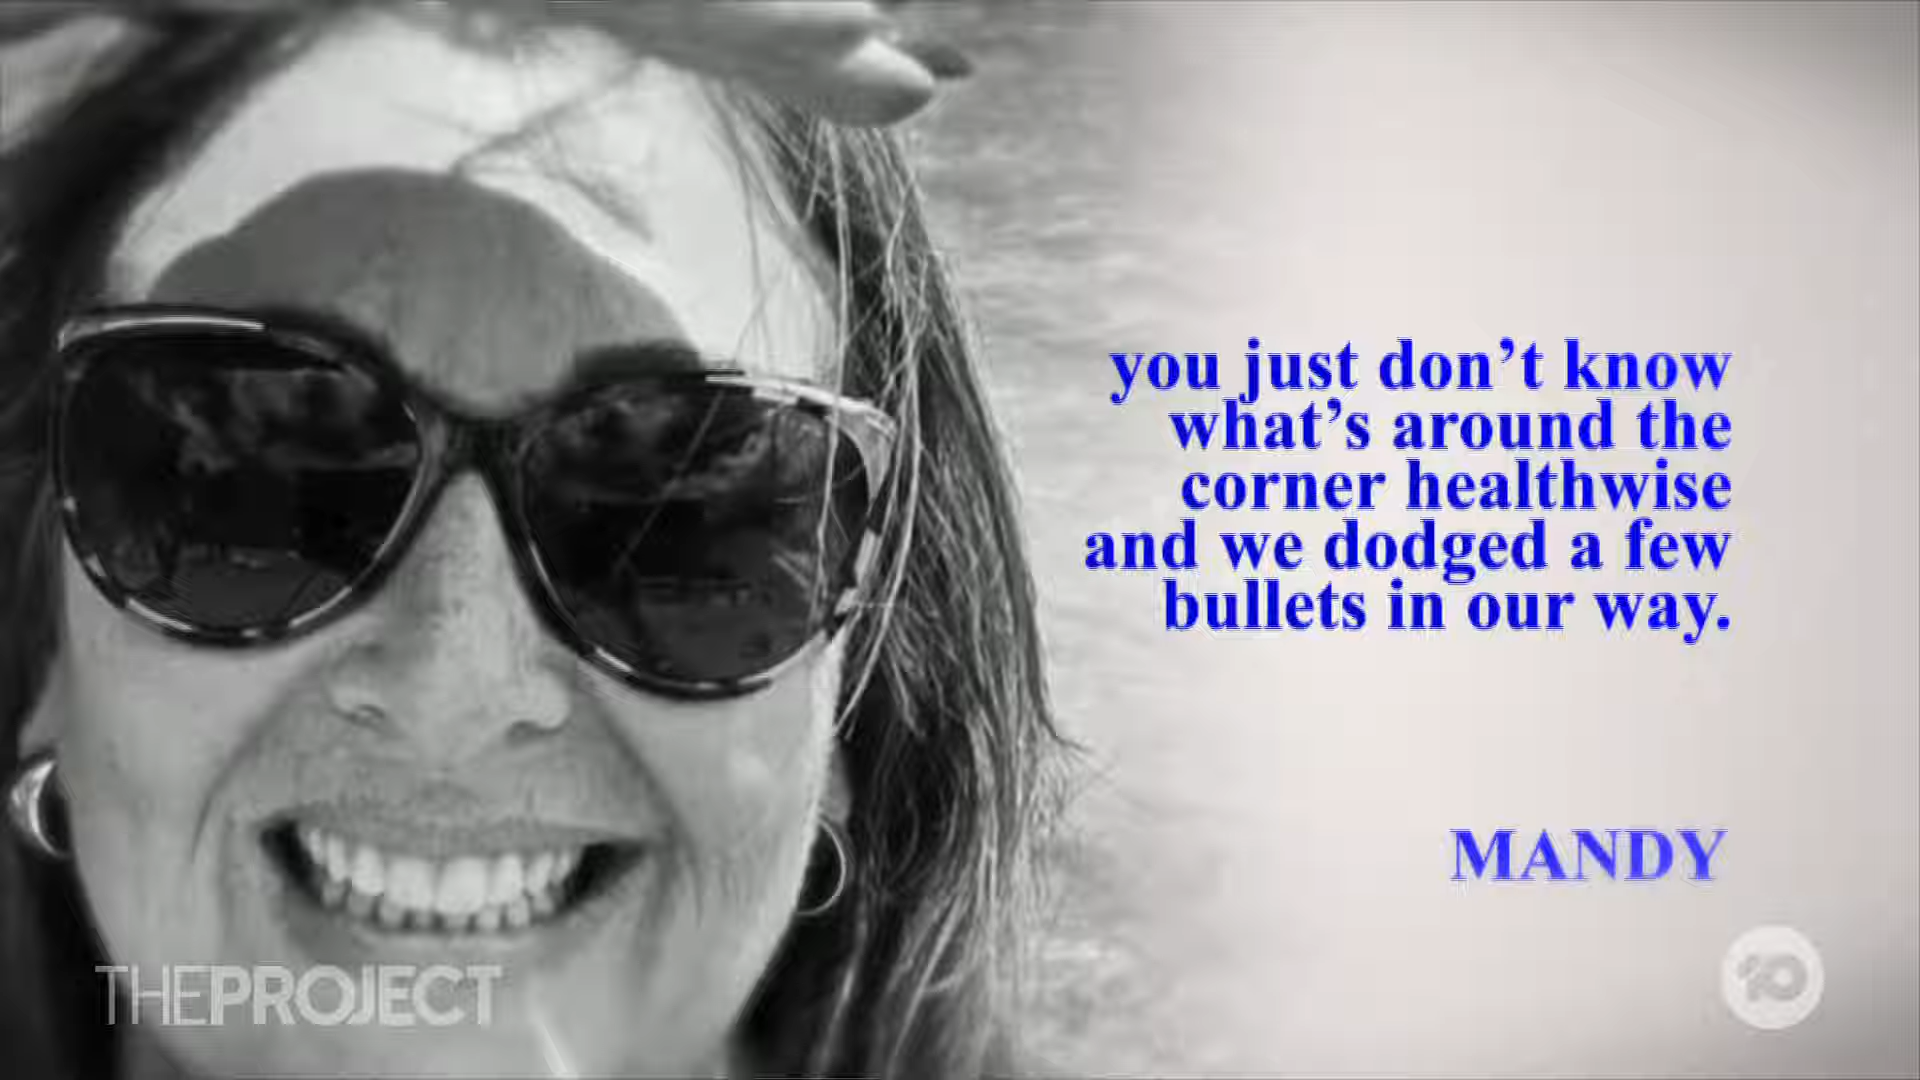 you just don’t know
what’s around the
corner healthwise
and we dodged a few
bullets in our way.
MANDY
THEPROJECT
10